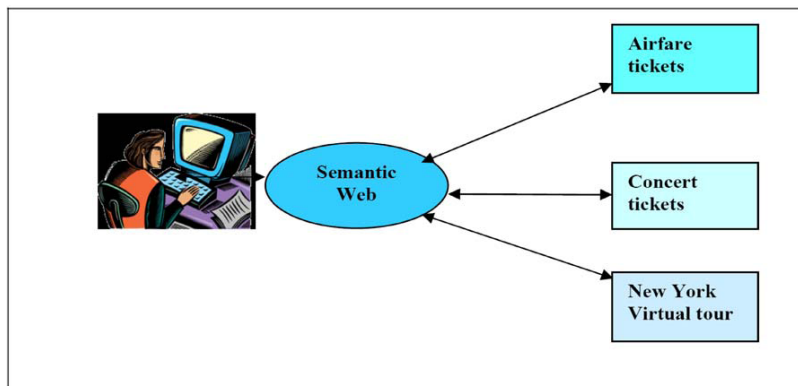 Airfare
tickets
Semantic
Web
Concert
tickets
New York
Virtual tour